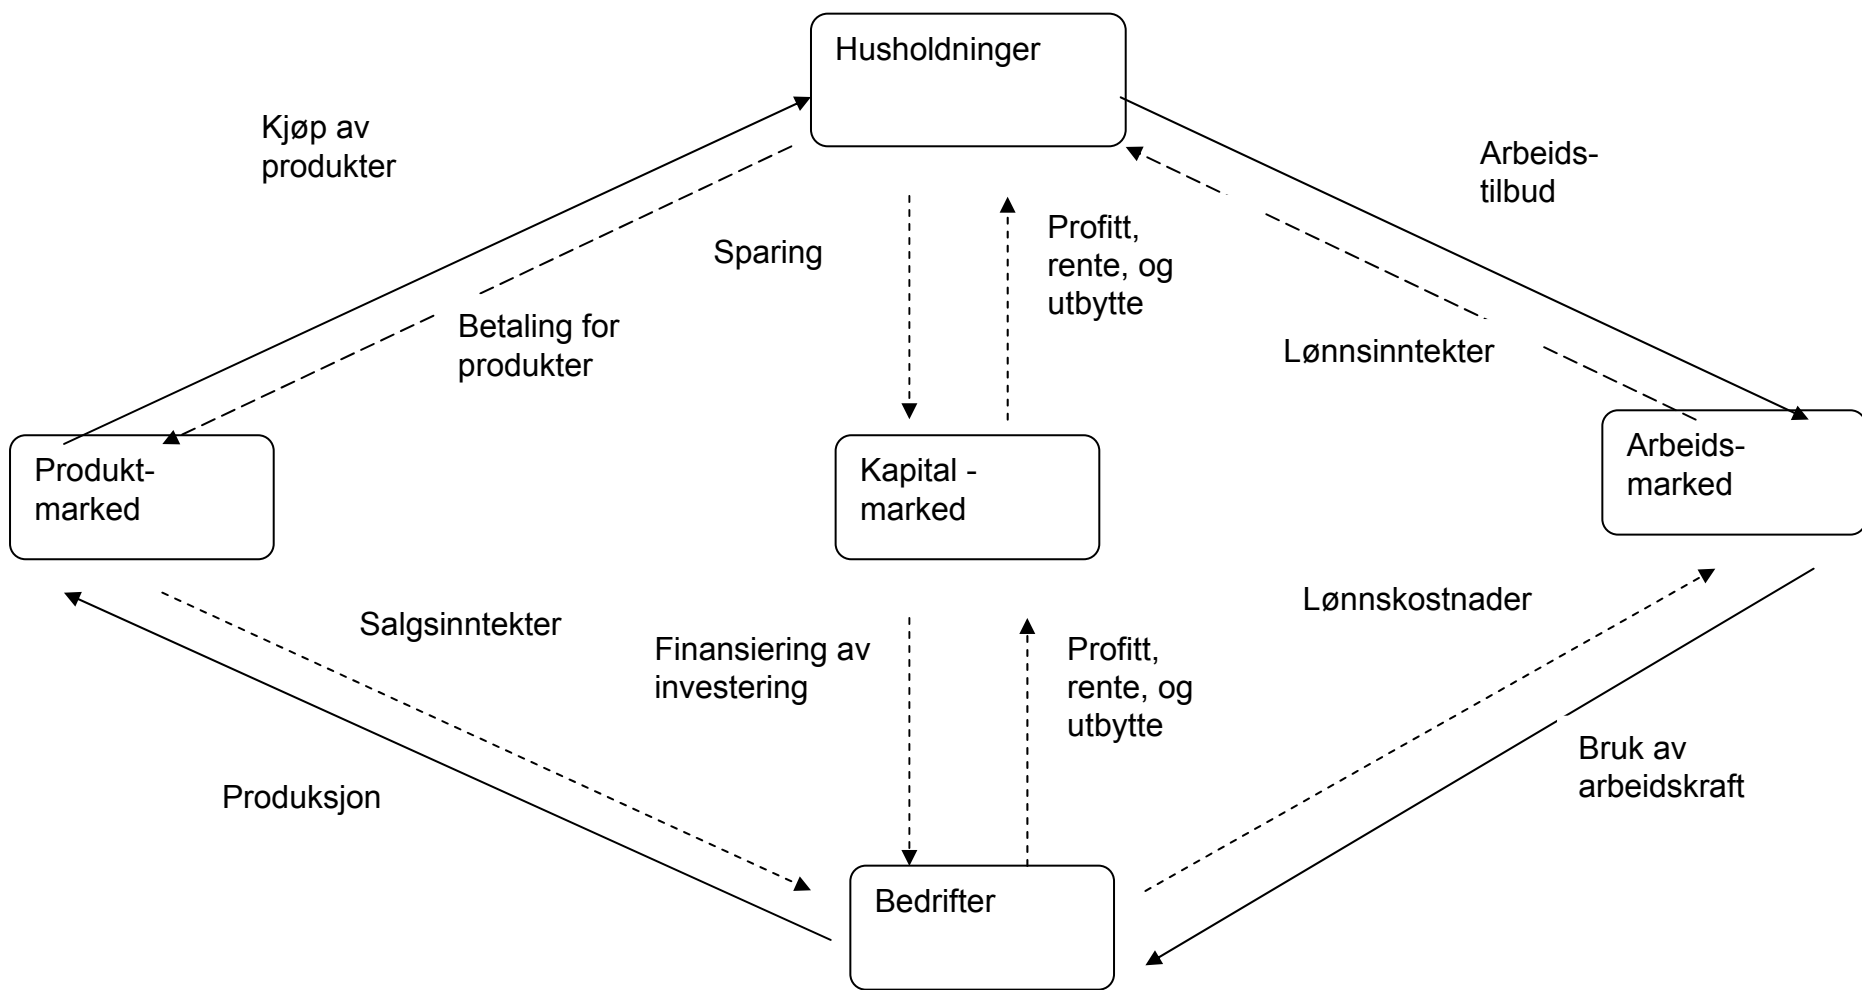 Husholdninger
Kjøp av
produkter
Arbeids-
tilbud
Sparing
Profitt,
rente, og
utbytte
Betaling for
produkter
Lønnsinntekter
Produkt-
marked
Kapital -
marked
Arbeids-
marked
Salgsinntekter
Finansiering av
investering
Profitt,
rente, og
utbytte
Lønnskostnader
Produksjon
Bruk av
arbeidskraft
Bedrifter